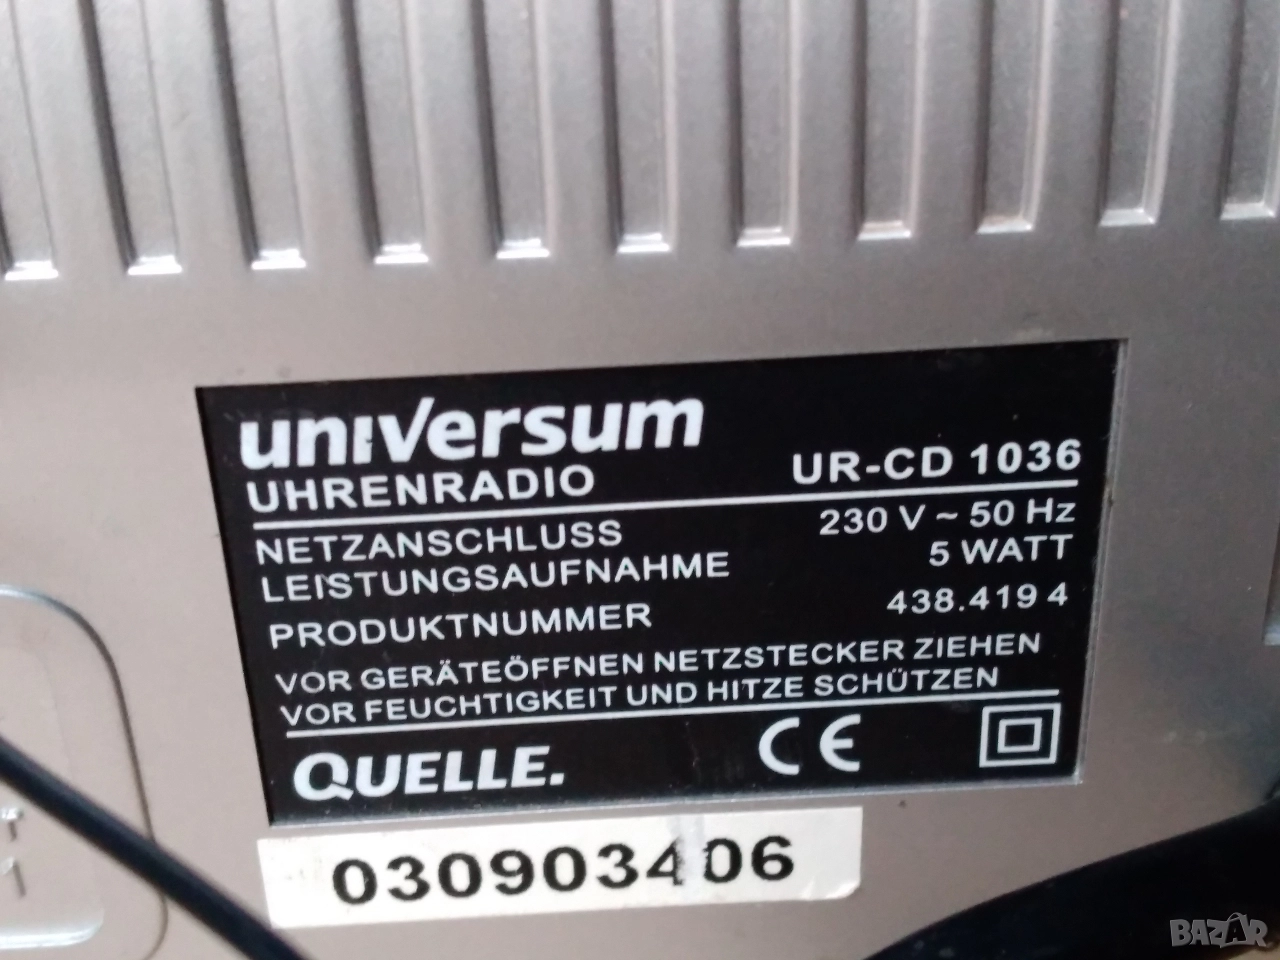 universum
UHRENRADIO UR-CD 1036
NETZANSCHLUSS 230 V ~ 50 Hz
LEISTUNGSAUFNAHME 5 WATT
PRODUKTNUMMER 438.419 4
VOR GERÄTEÖFFNEN NETZSTECKER ZIEHEN
VOR FEUCHTIGKEIT UND HITZE SCHÜTZEN
QUELLE. CE
030903406
BAZAR